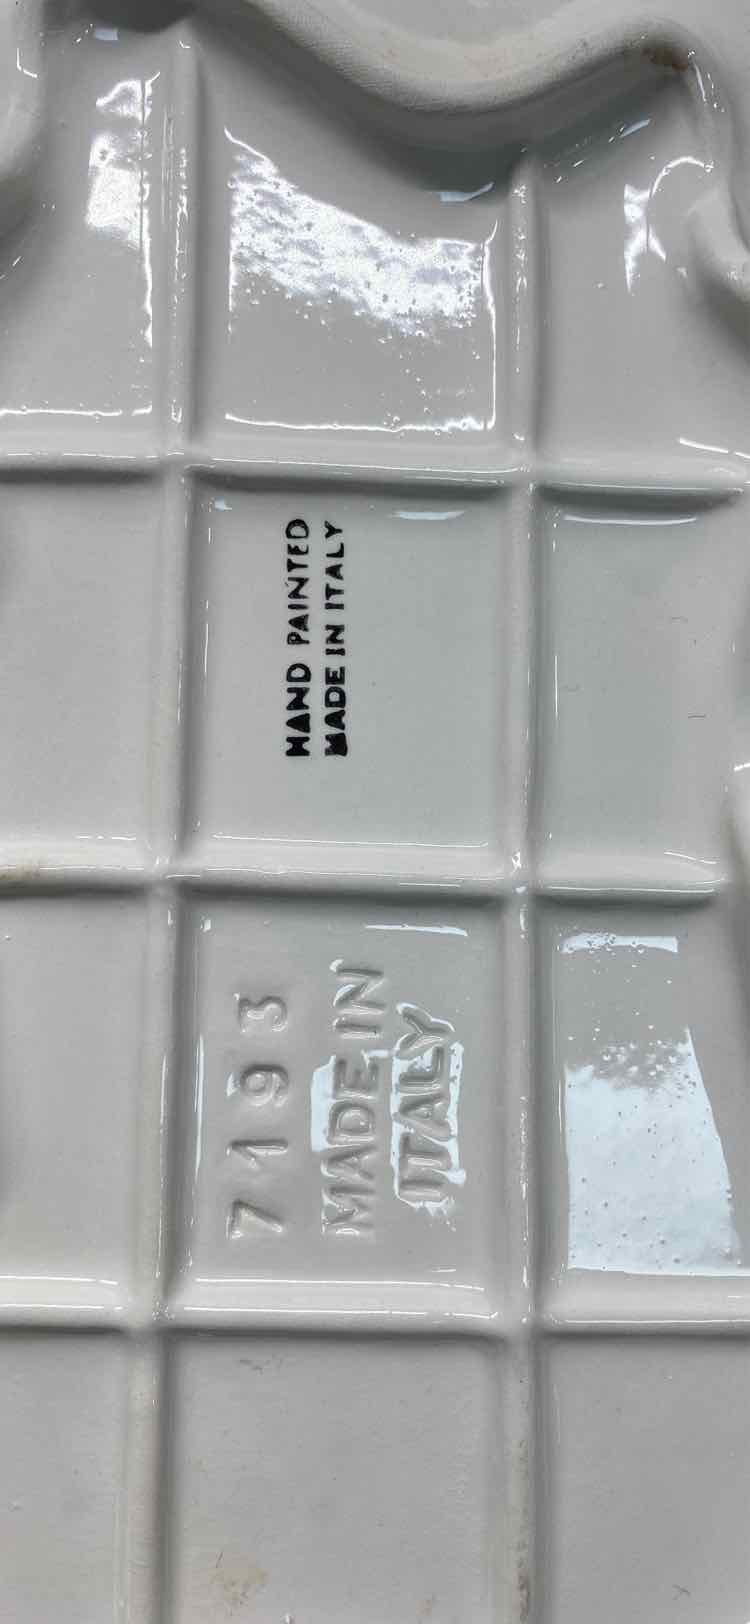 HAND PAINTED
MADE IN ITALY
7193
MADE IN
ITALY